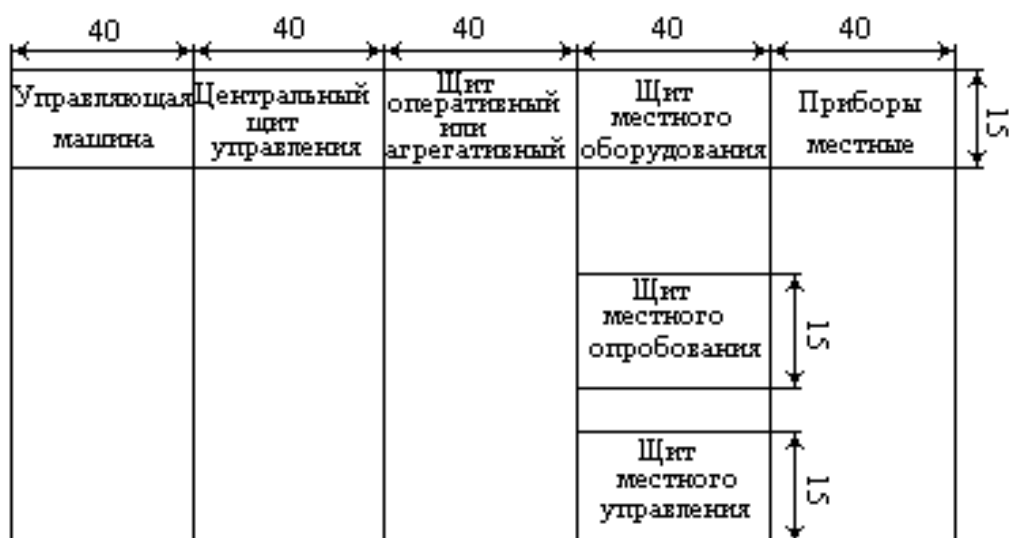 40 40 40 40 40
Управляющая
машина
Центральный
щит
управления
Щит
оперативный
или
агрегативный
Щит
местного
оборудования
Приборы
местные
15
Щит
местного
опробования
15
Щит
местного
управления
15